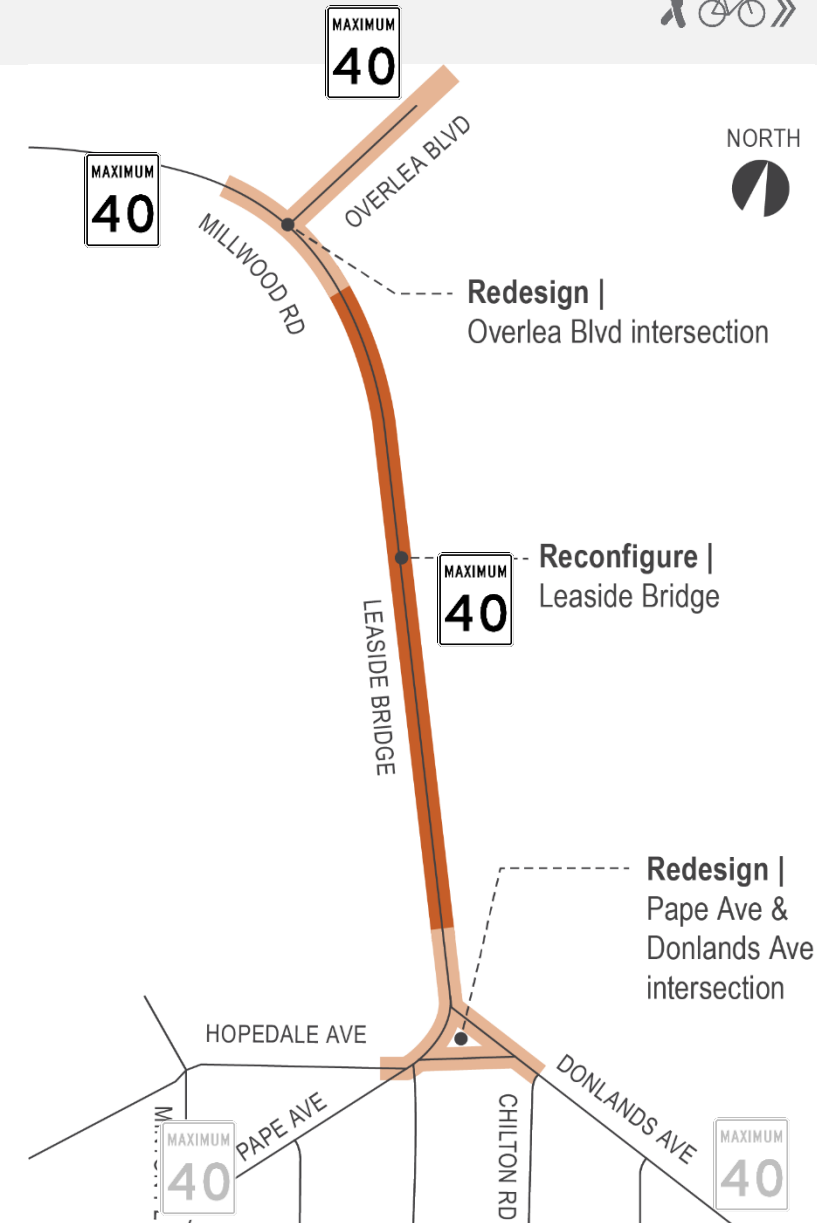 MAXIMUM
40
NORTH
MAXIMUM
40
OVERLEA BLVD
MILLWOOD RD
Redesign |
Overlea Blvd intersection
Reconfigure |
Leaside Bridge
MAXIMUM
40
LEASIDE BRIDGE
Redesign |
Pape Ave &
Donlands Ave
intersection
HOPEDALE AVE
PAPE AVE
DONLANDS AVE
CHILTON RD
MAXIMUM
40
MAXIMUM
40